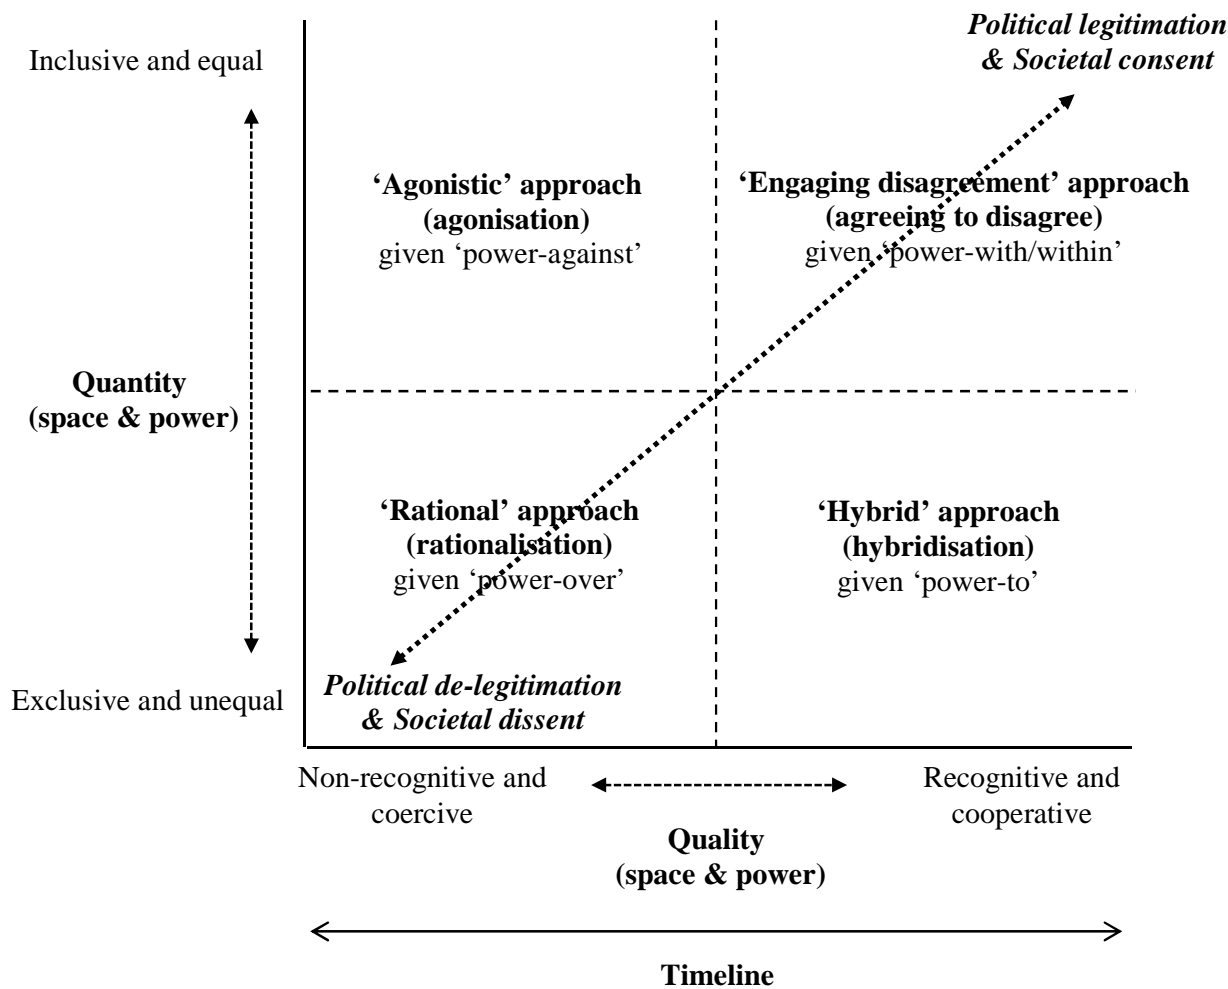 Political legitimation
& Societal consent
Inclusive and equal
‘Agonistic’ approach
(agonisation)
given ‘power-against’
‘Engaging disagreement’ approach
(agreeing to disagree)
given ‘power-with/within’
Quantity
(space & power)
‘Rational’ approach
(rationalisation)
given ‘power-over’
‘Hybrid’ approach
(hybridisation)
given ‘power-to’
Exclusive and unequal
Political de-legitimation
& Societal dissent
Non-recognitive and
coercive
Recognitive and
cooperative
Quality
(space & power)
Timeline